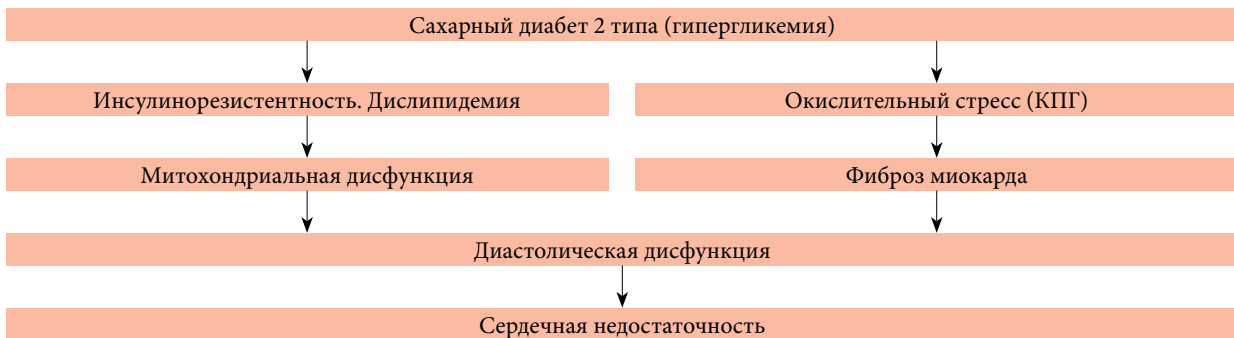 Сахарный диабет 2 типа (гипергликемия)
Инсулинорезистентность. Дислипидемия
Окислительный стресс (КПГ)
Митохондриальная дисфункция
Фиброз миокарда
Диастолическая дисфункция
Сердечная недостаточность